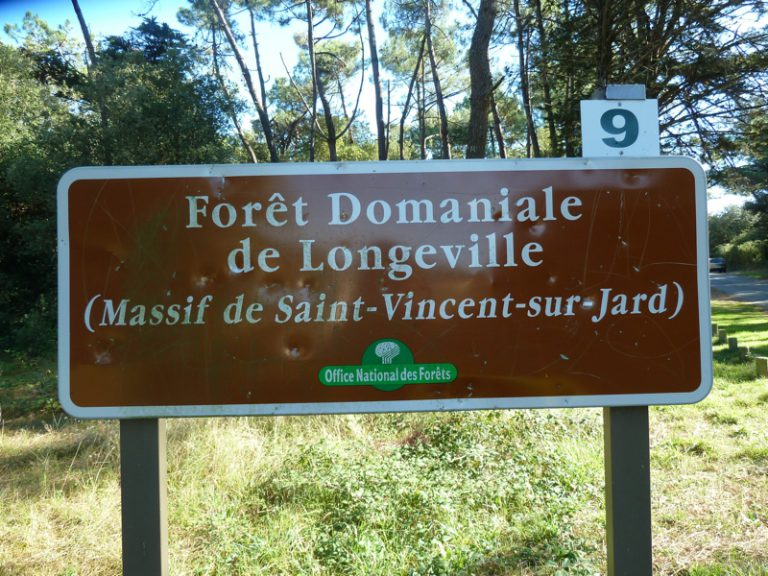 9
Forêt Domaniale
de Longeville
(Massif de Saint-Vincent-sur-Jard)
Office National des Forêts